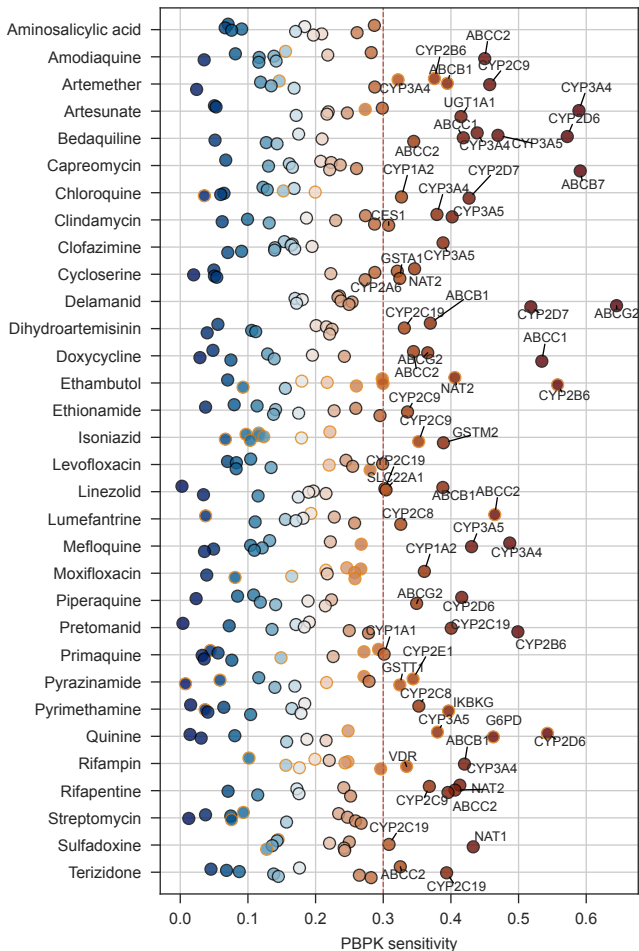 Aminosalicylic acid
ABCC2
Amodiaquine
CYP2B6
CYP2C9
ABCB1
Artemether
CYP3A4
CYP3A4
UGT1A1
Artesunate
CYP2D6
ABCC1
Bedaquiline
CYP3A4
CYP3A5
ABCC2
Capreomycin
CYP1A2
CYP2D7
ABCB7
Chloroquine
CYP3A4
CES1
CYP3A5
Clindamycin
Clofazimine
CYP3A5
GSTA1
Cycloserine
CYP2A6
NAT2
ABCB1
Delamanid
CYP2C19
CYP2D7
ABCG2
Dihydroartemisinin
ABCC1
Doxycycline
ABCG2
ABCC2
Ethambutol
NAT2
CYP2B6
CYP2C9
Ethionamide
CYP2C9
Isoniazid
GSTM2
CYP2C19
Levofloxacin
SLC22A1
Linezolid
ABCB1
ABCC2
Lumefantrine
CYP2C8
CYP3A5
Mefloquine
CYP1A2
CYP3A4
Moxifloxacin
ABCG2
Piperaquine
CYP2D6
Pretomanid
CYP1A1
CYP2C19
CYP2B6
Primaquine
CYP2E1
GSTT1
Pyrazinamide
CYP2C8
IKBKG
Pyrimethamine
CYP3A5
G6PD
Quinine
CYP2D6
VDR
ABCB1
Rifampin
CYP3A4
Rifapentine
NAT2
CYP2C9
ABCC2
Streptomycin
CYP2C19
NAT1
Sulfadoxine
Terizidone
ABCC2
CYP2C19
0.0 0.1 0.2 0.3 0.4 0.5 0.6
PBPK sensitivity